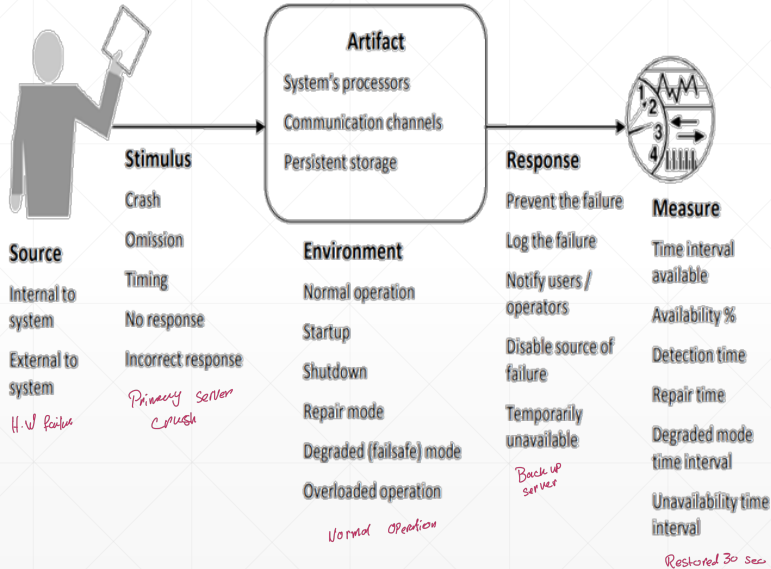 Artifact
System's processors
Communication channels
Persistent storage
Source
Internal to
system
External to
system
H.W failure
Stimulus
Crash
Omission
Timing
No response
Incorrect response
Primary server
Crush
Environment
Normal operation
Startup
Shutdown
Repair mode
Degraded (failsafe) mode
Overloaded operation
Normal Operation
Response
Prevent the failure
Log the failure
Notify users /
operators
Disable source of
failure
Temporarily
unavailable
Back up
server
1
2
3
4
Measure
Time interval
available
Availability %
Detection time
Repair time
Degraded mode
time interval
Unavailability time
interval
Restored 30 sec